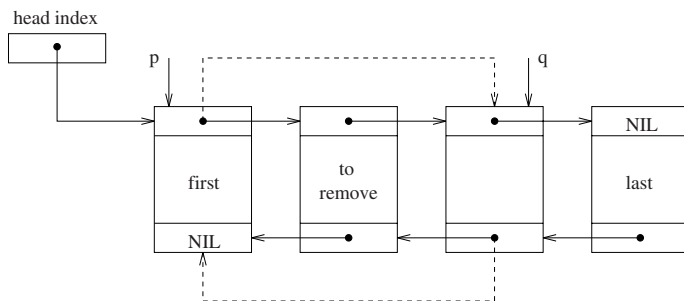 head index
p
q
NIL
first
to
remove
last
NIL